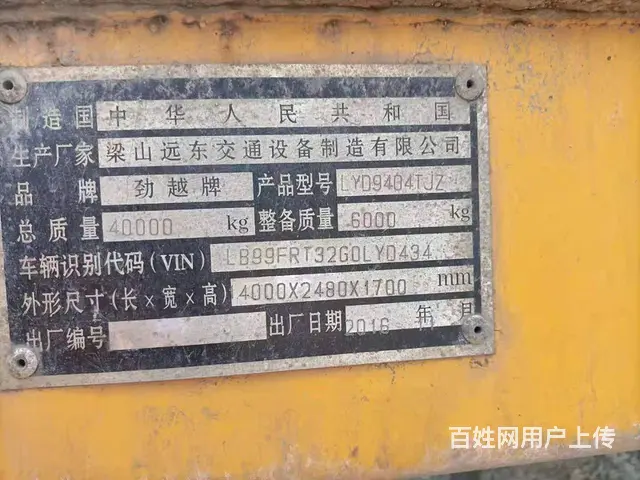 制造国 中华人民共和国
生产厂家 梁山远东交通设备制造有限公司
品牌 劲越牌 产品型号 LYD9404TJZ
总质量 40000 kg 整备质量 6000 kg
车辆识别代码(VIN) LB99FRT32G0LYD434
外形尺寸(长×宽×高) 4000X2480X1700 mm
出厂编号 出厂日期 2016 年 月
百姓网用户上传